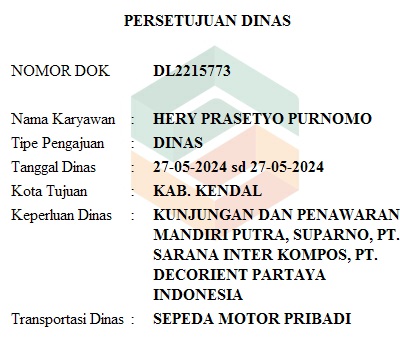 PERSETUJUAN DINAS
NOMOR DOK DL2215773
Nama Karyawan : HERY PRASETYO PURNOMO
Tipe Pengajuan : DINAS
Tanggal Dinas : 27-05-2024 sd 27-05-2024
Kota Tujuan : KAB. KENDAL
Keperluan Dinas : KUNJUNGAN DAN PENAWARAN
MANDIRI PUTRA, SUPARNO, PT.
SARANA INTER KOMPOS, PT.
DECORIENT PARTAYA
INDONESIA
Transportasi Dinas : SEPEDA MOTOR PRIBADI